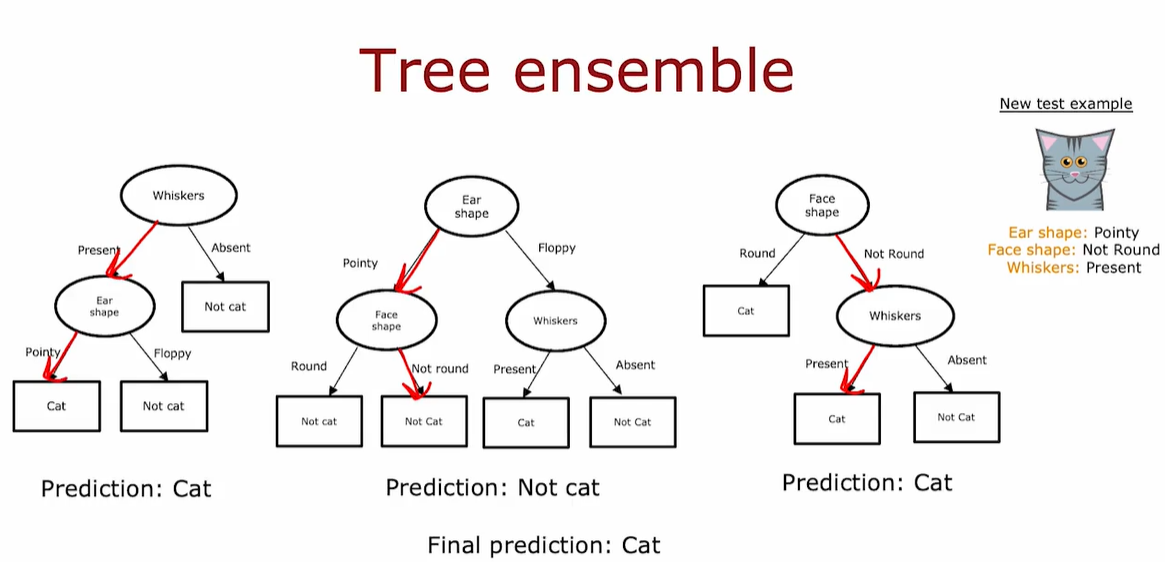 Tree ensemble
New test example
Ear shape: Pointy
Face shape: Not Round
Whiskers: Present
Whiskers
Present
Absent
Ear
shape
Not cat
Pointy
Floppy
Cat
Not cat
Prediction: Cat
Ear
shape
Pointy
Floppy
Face
shape
Whiskers
Round
Not round
Present
Absent
Not cat
Not Cat
Cat
Not Cat
Prediction: Not cat
Face
shape
Round
Not Round
Cat
Whiskers
Present
Absent
Cat
Not Cat
Prediction: Cat
Final prediction: Cat